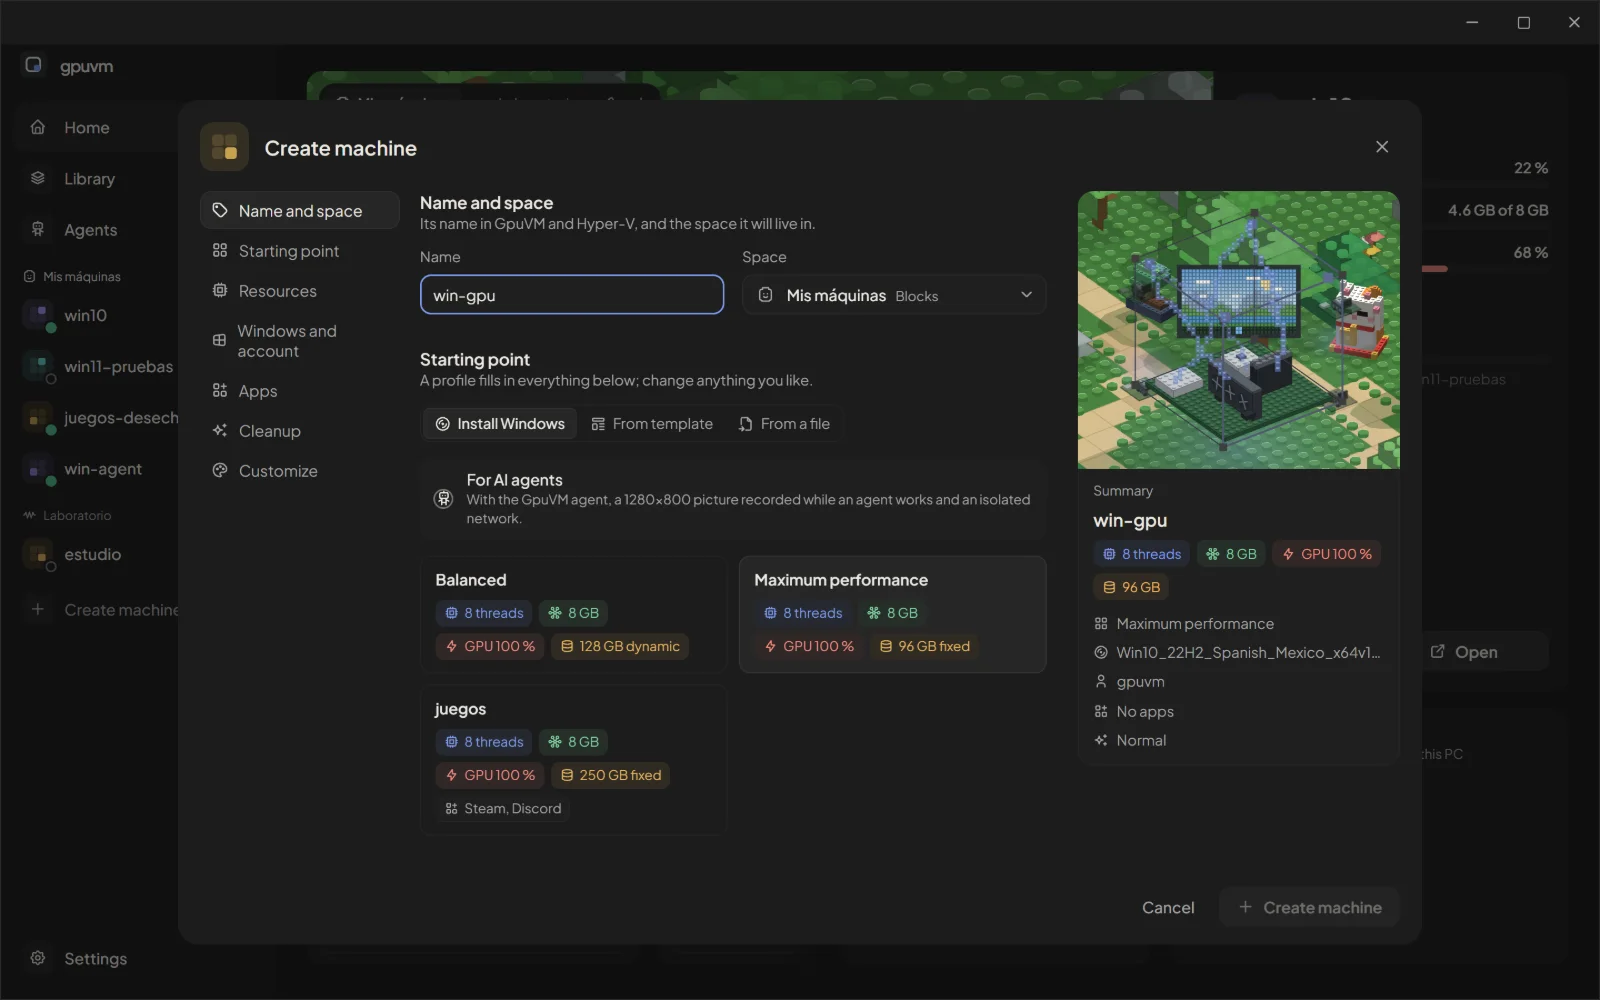 gpuvm
Home
Library
Agents
Mis máquinas
win10
win11-pruebas
juegos-desech
win-agent
Laboratorio
estudio
Create machine
Settings
Create machine
Name and space
Starting point
Resources
Windows and
account
Apps
Cleanup
Customize
Name and space
Its name in GpuVM and Hyper-V, and the space it will live in.
Name
Space
win-gpu
Mis máquinas Blocks
Starting point
A profile fills in everything below; change anything you like.
Install Windows
From template
From a file
For AI agents
With the GpuVM agent, a 1280×800 picture recorded while an agent works and an isolated
network.
Balanced
8 threads
8 GB
GPU 100 %
128 GB dynamic
Maximum performance
8 threads
8 GB
GPU 100 %
96 GB fixed
juegos
8 threads
8 GB
GPU 100 %
250 GB fixed
Steam, Discord
Summary
win-gpu
8 threads
8 GB
GPU 100 %
96 GB
Maximum performance
Win10_22H2_Spanish_Mexico_x64v1...
gpuvm
No apps
Normal
Cancel
Create machine
22 %
4.6 GB of 8 GB
68 %
n11-pruebas
Open
this PC